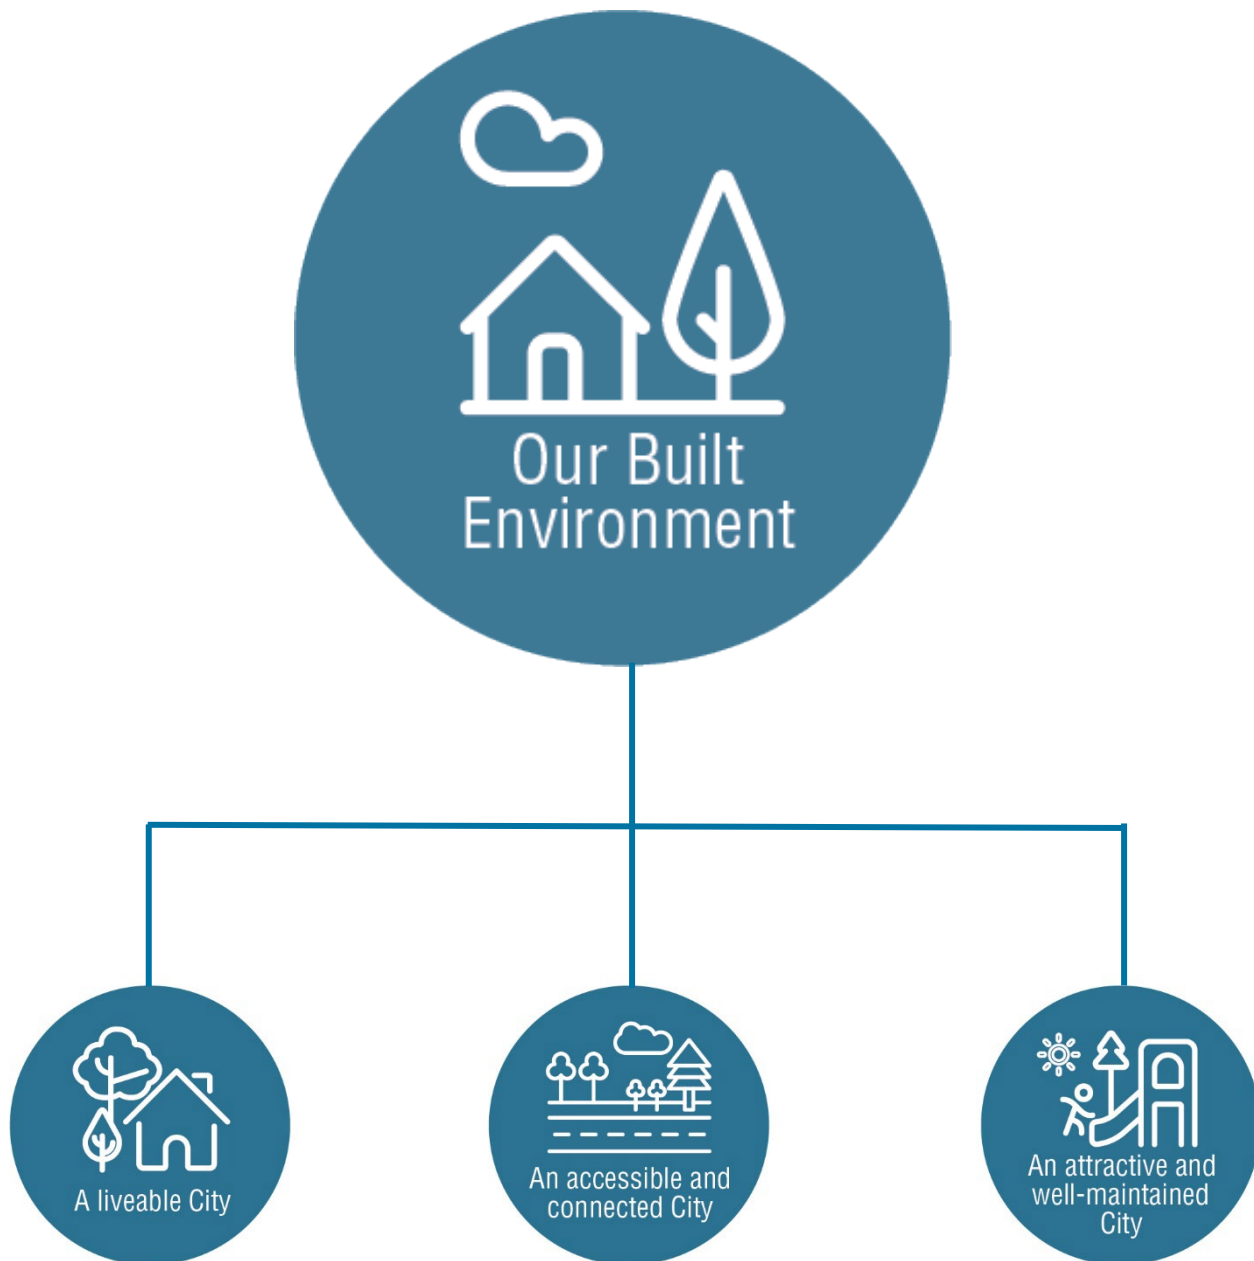 Our Built
Environment
A liveable City
An accessible and
connected City
An attractive and
well-maintained
City